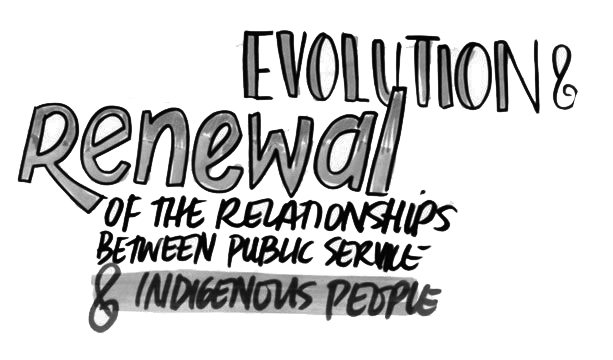 EVOLUTION &
Renewal
OF THE RELATIONSHIPS
BETWEEN PUBLIC SERVICE
& INDIGENOUS PEOPLE